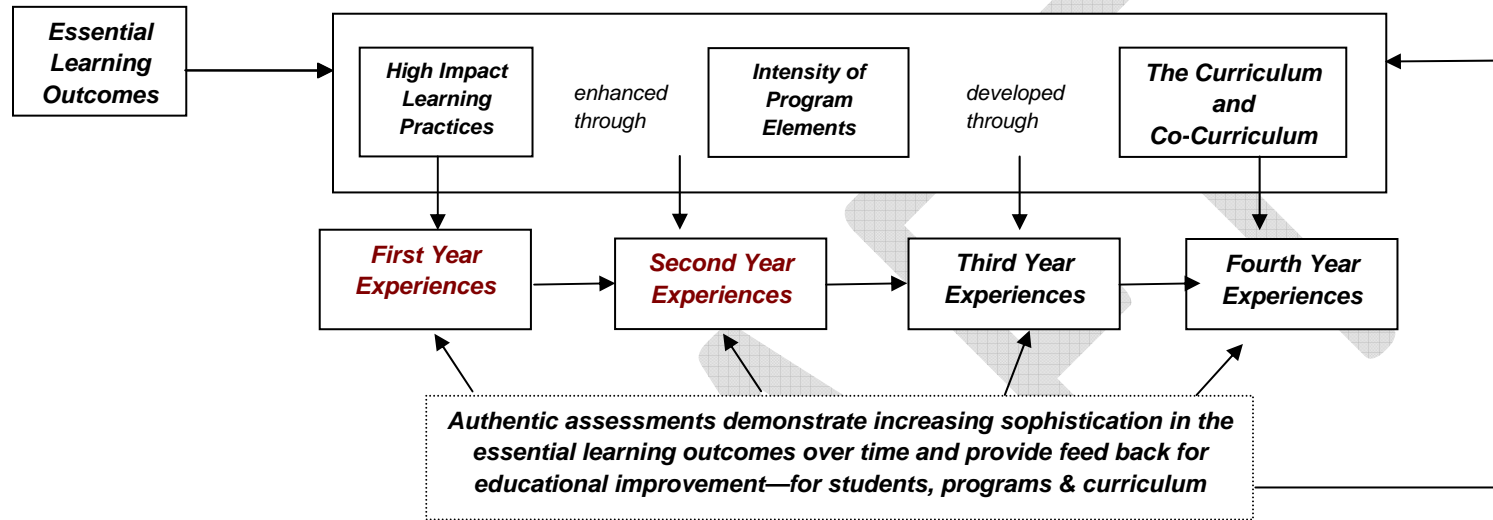 Essential
Learning
Outcomes
High Impact
Learning
Practices
enhanced
through
Intensity of
Program
Elements
developed
through
The Curriculum
and
Co-Curriculum
First Year
Experiences
Second Year
Experiences
Third Year
Experiences
Fourth Year
Experiences
Authentic assessments demonstrate increasing sophistication in the
essential learning outcomes over time and provide feed back for
educational improvement—for students, programs & curriculum